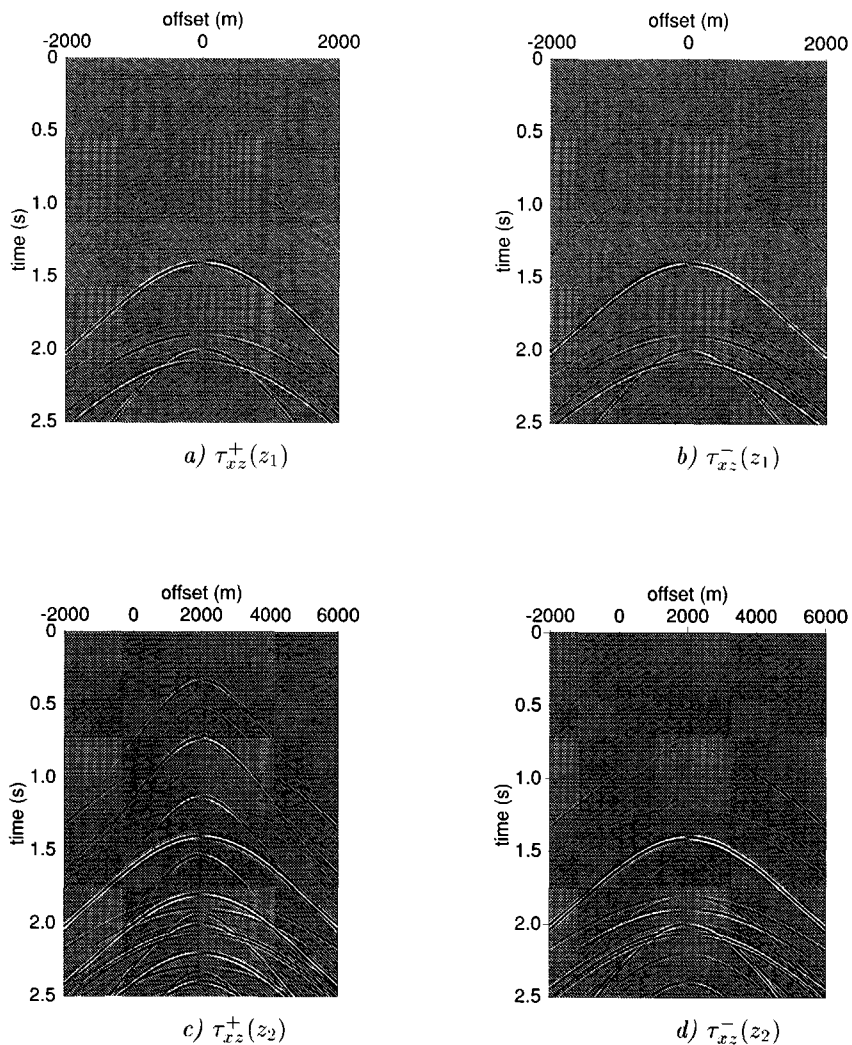 offset (m)
-2000 0 2000
0
0.5
1.0
1.5
2.0
2.5
time (s)
a) τ⁺xz(z₁)
offset (m)
-2000 0 2000
0
0.5
1.0
1.5
2.0
2.5
time (s)
b) τ⁻xz(z₁)
offset (m)
-2000 0 2000 4000 6000
0
0.5
1.0
1.5
2.0
2.5
time (s)
c) τ⁺xz(z₂)
offset (m)
-2000 0 2000 4000 6000
0
0.5
1.0
1.5
2.0
2.5
time (s)
d) τ⁻xz(z₂)